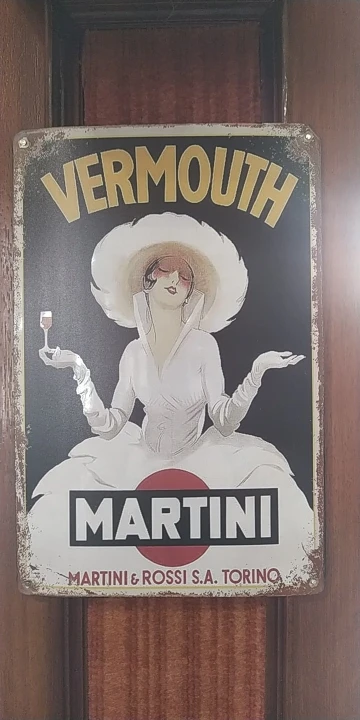 VERMOUTH
MARTINI
MARTINI & ROSSI S.A. TORINO